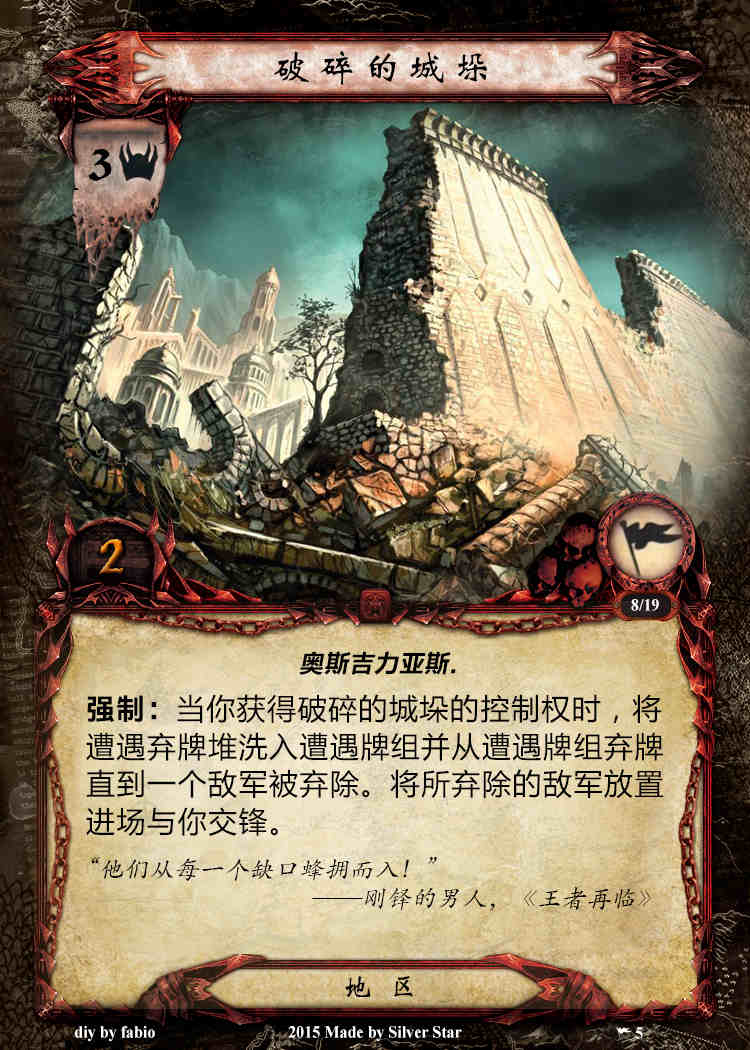 破碎的城垛
3
2
8/19
奥斯吉力亚斯.
强制：当你获得破碎的城垛的控制权时，将
遭遇弃牌堆洗入遭遇牌组并从遭遇牌组弃牌
直到一个敌军被弃除。将所弃除的敌军放置
进场与你交锋。
“他们从每一个缺口蜂拥而入！”
——刚铎的男人，《王者再临》
地 区
diy by fabio 2015 Made by Silver Star 5